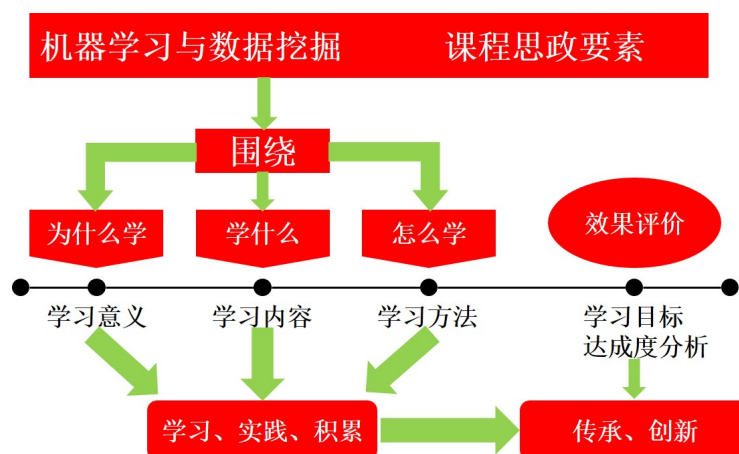 机器学习与数据挖掘 课程思政要素
围绕
为什么学 学什么 怎么学 效果评价
学习意义 学习内容 学习方法 学习目标
达成度分析
学习、实践、积累 传承、创新